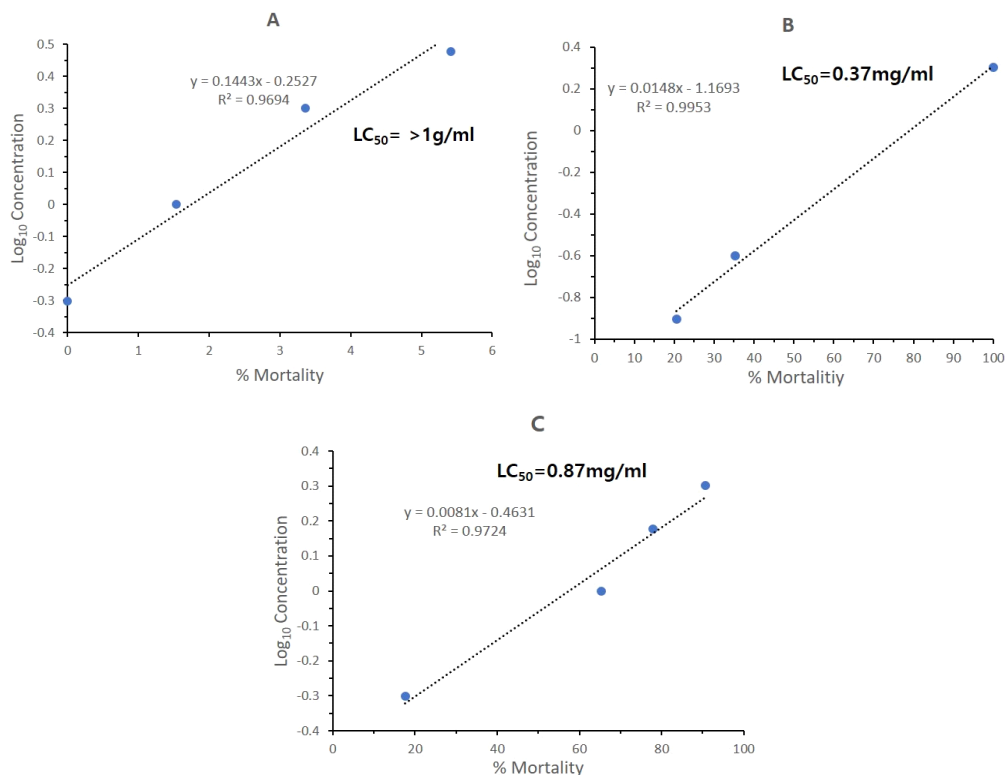 A
Log₁₀ Concentration
0.5
0.4
0.3
0.2
0.1
0
-0.1
-0.2
-0.3
-0.4
y = 0.1443x - 0.2527
R² = 0.9694
LC₅₀= >1g/ml
0 1 2 3 4 5 6
% Mortality
B
Log₁₀ Concentration
0.4
0.2
0
-0.2
-0.4
-0.6
-0.8
-1
y = 0.0148x - 1.1693
R² = 0.9953
LC₅₀=0.37mg/ml
0 10 20 30 40 50 60 70 80 90 100
% Mortalitiy
C
Log₁₀ Concentration
0.4
0.3
0.2
0.1
0
-0.1
-0.2
-0.3
-0.4
LC₅₀=0.87mg/ml
y = 0.0081x - 0.4631
R² = 0.9724
0 20 40 60 80 100
% Mortality